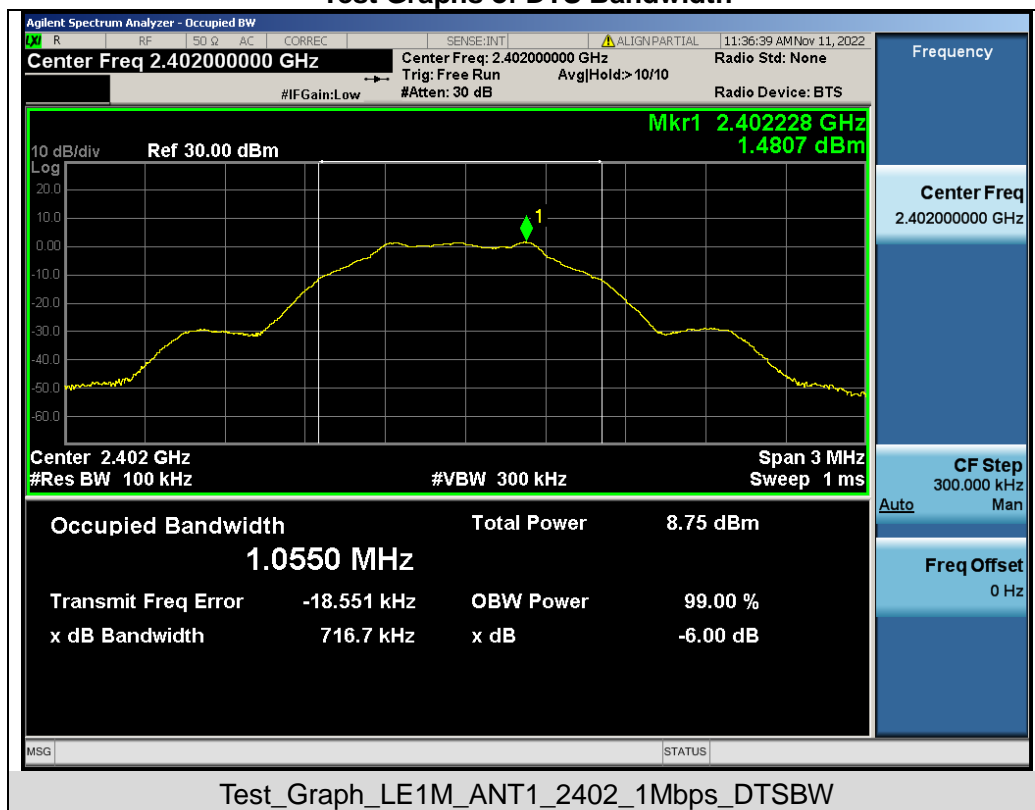 Test Graphs of DTS Bandwidth
Agilent Spectrum Analyzer - Occupied BW
LXI R RF 50 Ω AC CORREC SENSE:INT ALIGN PARTIAL 11:36:39 AM Nov 11, 2022
Center Freq 2.402000000 GHz
Center Freq: 2.402000000 GHz
Radio Std: None
Trig: Free Run Avg|Hold:> 10/10
#IFGain:Low
#Atten: 30 dB
Radio Device: BTS
Mkr1 2.402228 GHz
1.4807 dBm
10 dB/div Ref 30.00 dBm
Log
20.0
10.0
0.00
-10.0
-20.0
-30.0
-40.0
-50.0
-60.0
1
Center 2.402 GHz
Span 3 MHz
#Res BW 100 kHz
#VBW 300 kHz
Sweep 1 ms
Occupied Bandwidth
1.0550 MHz
Total Power 8.75 dBm
Transmit Freq Error -18.551 kHz
OBW Power 99.00 %
x dB Bandwidth 716.7 kHz
x dB -6.00 dB
Frequency
Center Freq
2.402000000 GHz
CF Step
300.000 kHz
Auto Man
Freq Offset
0 Hz
MSG
STATUS
Test_Graph_LE1M_ANT1_2402_1Mbps_DTSBW